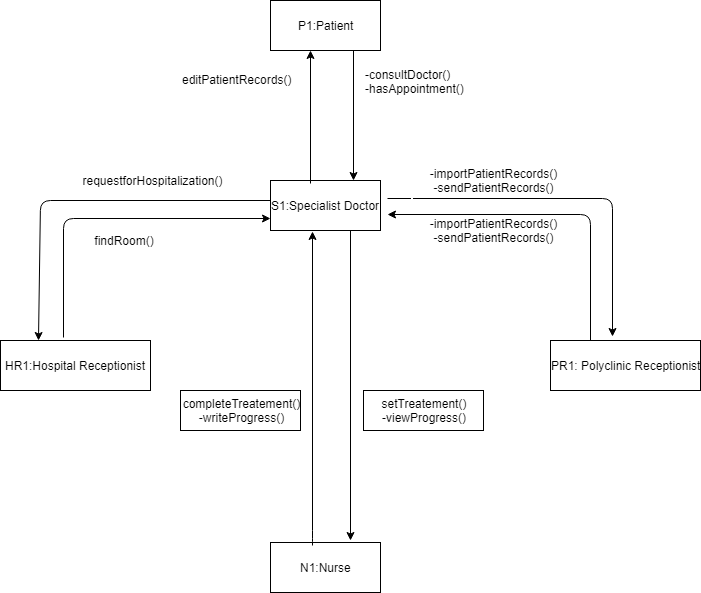 P1:Patient
editPatientRecords()
-consultDoctor()
-hasAppointment()
requestforHospitalization()
-importPatientRecords()
-sendPatientRecords()
S1:Specialist Doctor
findRoom()
-importPatientRecords()
-sendPatientRecords()
HR1:Hospital Receptionist
PR1: Polyclinic Receptionist
completeTreatement()
-writeProgress()
setTreatement()
-viewProgress()
N1:Nurse